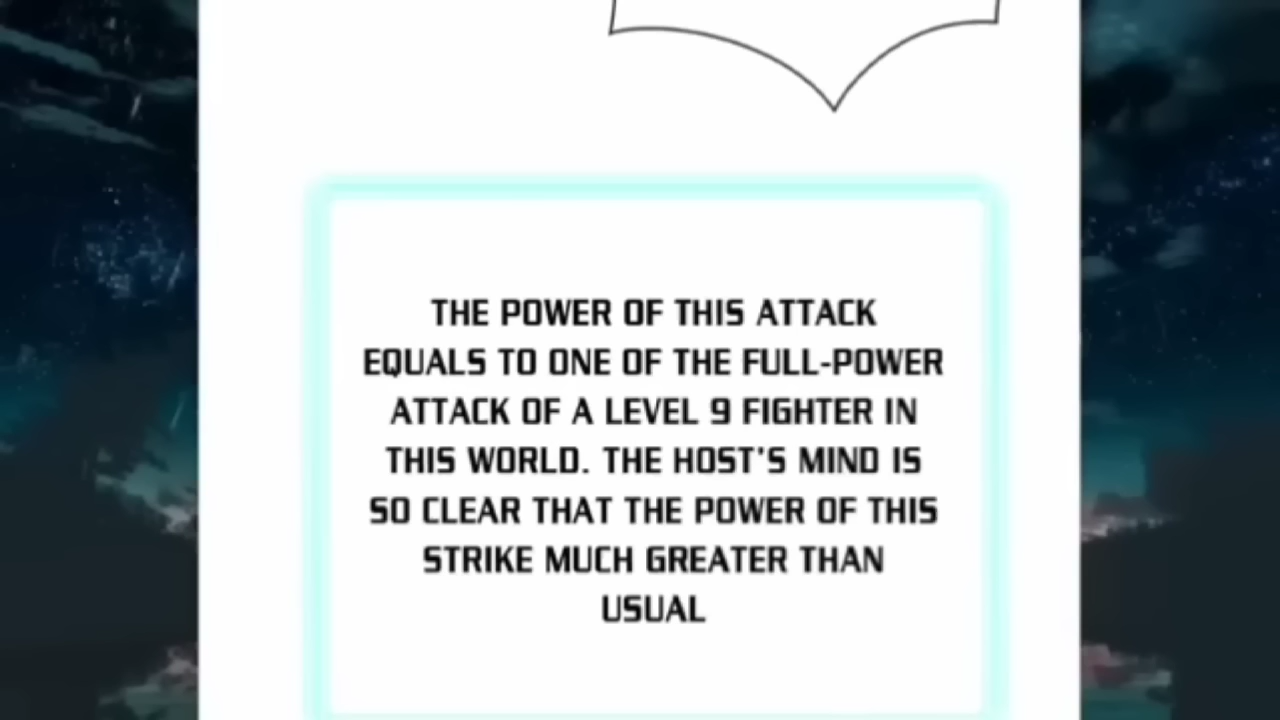 THE POWER OF THIS ATTACK
EQUALS TO ONE OF THE FULL-POWER
ATTACK OF A LEVEL 9 FIGHTER IN
THIS WORLD. THE HOST'S MIND IS
SO CLEAR THAT THE POWER OF THIS
STRIKE MUCH GREATER THAN
USUAL